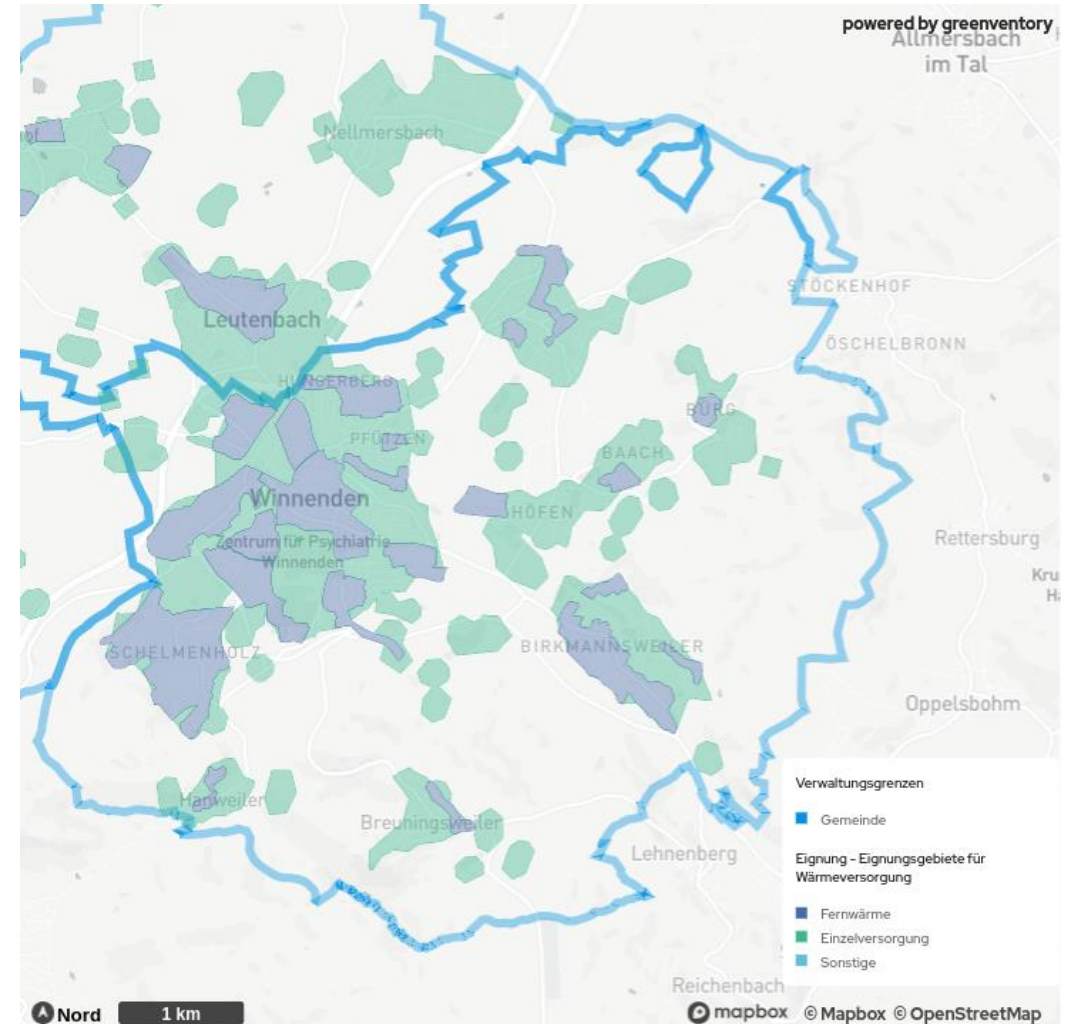 powered by greenventory
Allmersbach
im Tal
Nellmersbach
STÖCKENHOF
Leutenbach
ÖSCHELBRONN
HUNGERBERG
BÜRG
PFÜTZEN
BAACH
Winnenden
HÖFEN
Zentrum für Psychiatrie
Winnenden
Rettersburg
BIRKMANNSWEILER
SCHELMENHOLZ
Oppelsbohm
Hanweiler
Breuningsweiler
Lehnenberg
Reichenbach
Verwaltungsgrenzen
Gemeinde
Eignung - Eignungsgebiete für
Wärmeversorgung
Fernwärme
Einzelversorgung
Sonstige
Nord
1 km
mapbox © Mapbox © OpenStreetMap